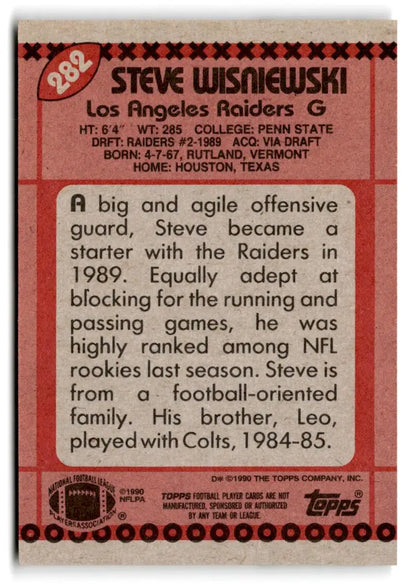 282
STEVE WISNIEWSKI
Los Angeles Raiders G
HT: 6'4" WT: 285 COLLEGE: PENN STATE
DRFT: RAIDERS #2-1989 ACQ: VIA DRAFT
BORN: 4-7-67, RUTLAND, VERMONT
HOME: HOUSTON, TEXAS
A big and agile offensive
guard, Steve became a
starter with the Raiders in
1989. Equally adept at
blocking for the running and
passing games, he was
highly ranked among NFL
rookies last season. Steve is
from a football-oriented
family. His brother, Leo,
played with Colts, 1984-85.
D* ©1990 THE TOPPS COMPANY, INC.
NATIONAL FOOTBALL LEAGUE
PLAYERS ASSOCIATION
©1990
NFLPA
TOPPS FOOTBALL PLAYER CARDS ARE NOT
MANUFACTURED, SPONSORED OR AUTHORIZED
BY ANY TEAM OR LEAGUE.
topps®